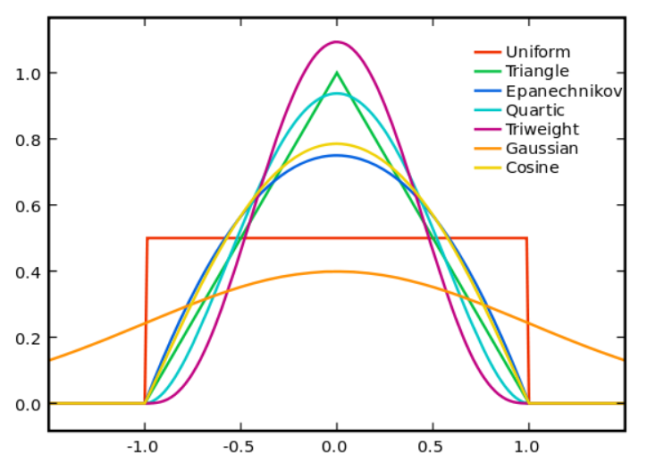 Uniform
Triangle
Epanechnikov
Quartic
Triweight
Gaussian
Cosine
1.0
0.8
0.6
0.4
0.2
0.0
-1.0 -0.5 0.0 0.5 1.0